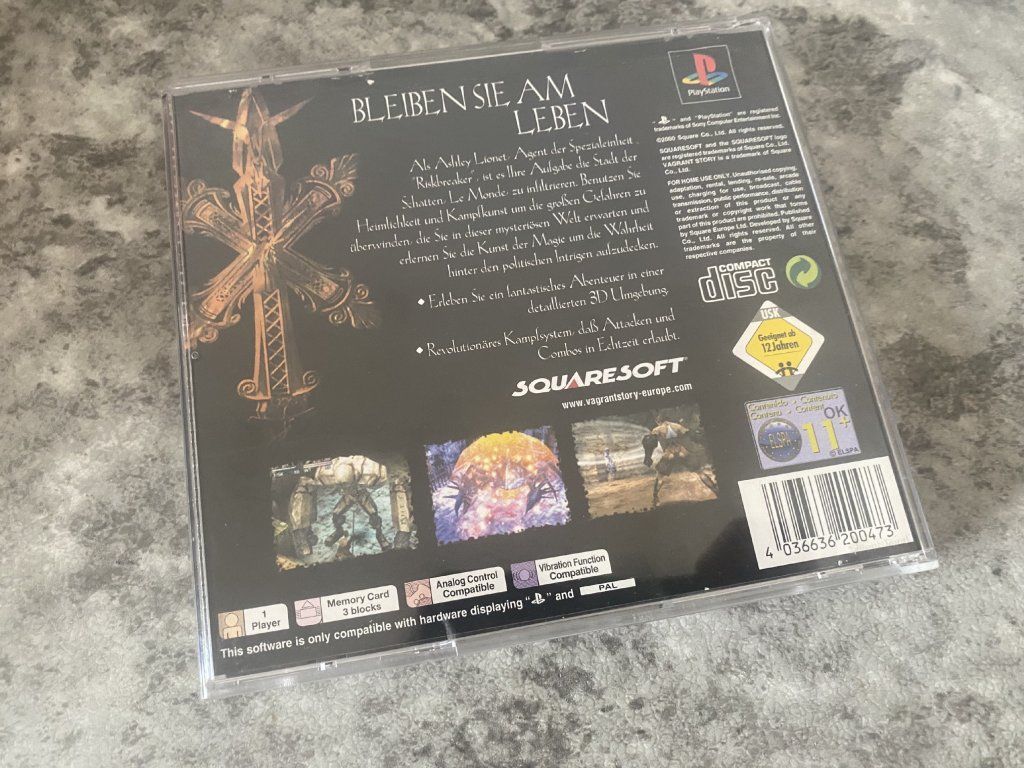 BLEIBEN SIE AM
LEBEN
Als Ashley Lionet, Agent der Spezialeinheit
"Riskbreaker", ist es Ihre Aufgabe die Stadt der
Schatten, Le Monde, zu infiltrieren. Benutzen Sie
Heimlichkeit und Kampfkunst um die großen Gefahren zu
überwinden, die Sie in dieser mysteriösen Welt erwarten und
erlernen Sie die Kunst der Magie um die Wahrheit
hinter den politischen Intrigen aufzudecken.
◆ Erleben Sie ein fantastisches Abenteuer in einer
detaillierten 3D Umgebung.
◆ Revolutionäres Kampfsystem, daß Attacken und
Combos in Echtzeit erlaubt.
SQUARESOFT
www.vagrantstory-europe.com
PlayStation
" " and "PlayStation" are registered
trademarks of Sony Computer Entertainment Inc.
©2000 Square Co., Ltd. All rights reserved.
SQUARESOFT and the SQUARESOFT logo
are registered trademarks of Square Co., Ltd.
VAGRANT STORY is a trademark of Square
Co., Ltd.
FOR HOME USE ONLY. Unauthorised copying,
adaptation, rental, lending, re-sale, arcade
use, charging for use, broadcast, cable
transmission, public performance, distribution
or extraction of this product or any
trademark or copyright work that forms
part of this product are prohibited. Published
by Square Europe Ltd. Developed by Square
Co., Ltd. All rights reserved. All other
trademarks are the property of their
respective companies.
COMPACT
disc
USK
Geeignet ab
12 Jahren
Contenido • Contenuto
Contenu • Content
ELSPA
11+
OK
© ELSPA
4 036636 200473
1
Player
Memory Card
3 blocks
Analog Control
Compatible
Vibration Function
Compatible
This software is only compatible with hardware displaying " " and PAL